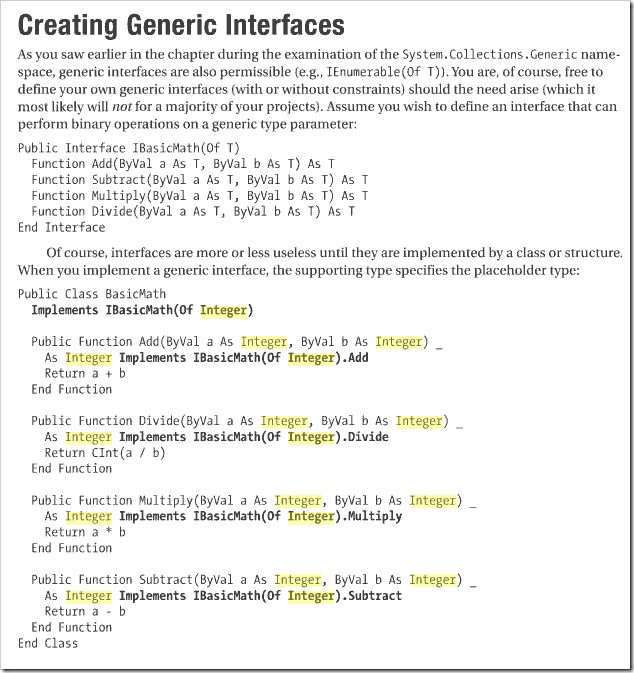 Creating Generic Interfaces
As you saw earlier in the chapter during the examination of the System.Collections.Generic name-
space, generic interfaces are also permissible (e.g., IEnumerable(Of T)). You are, of course, free to
define your own generic interfaces (with or without constraints) should the need arise (which it
most likely will not for a majority of your projects). Assume you wish to define an interface that can
perform binary operations on a generic type parameter:
Public Interface IBasicMath(Of T)
  Function Add(ByVal a As T, ByVal b As T) As T
  Function Subtract(ByVal a As T, ByVal b As T) As T
  Function Multiply(ByVal a As T, ByVal b As T) As T
  Function Divide(ByVal a As T, ByVal b As T) As T
End Interface
Of course, interfaces are more or less useless until they are implemented by a class or structure.
When you implement a generic interface, the supporting type specifies the placeholder type:
Public Class BasicMath
  Implements IBasicMath(Of Integer)
  Public Function Add(ByVal a As Integer, ByVal b As Integer) _
    As Integer Implements IBasicMath(Of Integer).Add
    Return a + b
  End Function
  Public Function Divide(ByVal a As Integer, ByVal b As Integer) _
    As Integer Implements IBasicMath(Of Integer).Divide
    Return CInt(a / b)
  End Function
  Public Function Multiply(ByVal a As Integer, ByVal b As Integer) _
    As Integer Implements IBasicMath(Of Integer).Multiply
    Return a * b
  End Function
  Public Function Subtract(ByVal a As Integer, ByVal b As Integer) _
    As Integer Implements IBasicMath(Of Integer).Subtract
    Return a - b
  End Function
End Class